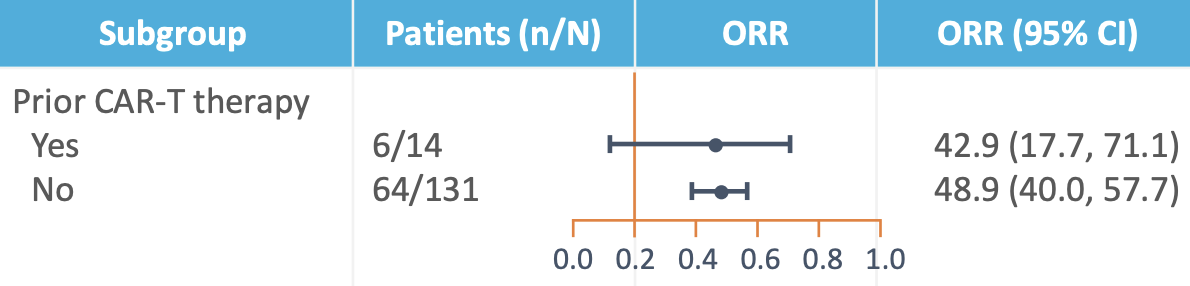 Subgroup Patients (n/N) ORR ORR (95% CI)
Prior CAR-T therapy
Yes 6/14 42.9 (17.7, 71.1)
No 64/131 48.9 (40.0, 57.7)
0.0 0.2 0.4 0.6 0.8 1.0